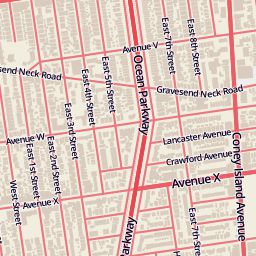 Avenue V
East 7th Street
East 8th Street
Ocean Parkway
East 5th Street
East 4th Street
Gravesend Neck Road
esend Neck Road
East 3rd Street
Avenue W
Lancaster Avenue
Crawford Avenue
Coney Island Avenue
East 2nd Street
East 1st Street
West Street
Avenue X
Avenue X
East 7th Street
Parkway